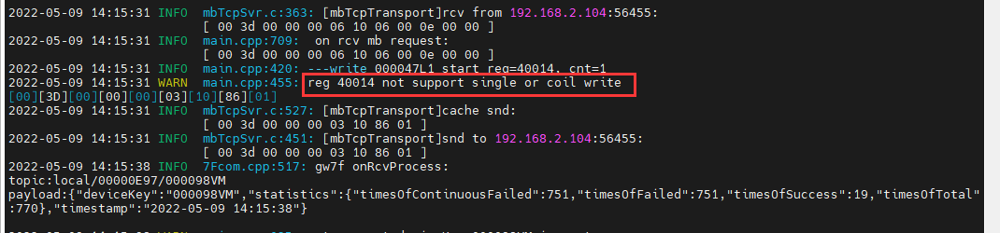 2022-05-09 14:15:31 INFO mbTcpSvr.c:363: [mbTcpTransport]rcv from 192.168.2.104:56455:
[ 00 3d 00 00 00 06 10 06 00 0e 00 00 ]
2022-05-09 14:15:31 INFO main.cpp:709: on rcv mb request:
[ 00 3d 00 00 00 06 10 06 00 0e 00 00 ]
2022-05-09 14:15:31 INFO main.cpp:420: ---write 000047L1 start reg=40014, cnt=1
2022-05-09 14:15:31 WARN main.cpp:455: reg 40014 not support single or coil write
[00][3D][00][00][00][03][10][86][01]
2022-05-09 14:15:31 INFO mbTcpSvr.c:527: [mbTcpTransport]cache snd:
[ 00 3d 00 00 00 03 10 86 01 ]
2022-05-09 14:15:31 INFO mbTcpSvr.c:451: [mbTcpTransport]snd to 192.168.2.104:56455:
[ 00 3d 00 00 00 03 10 86 01 ]
2022-05-09 14:15:38 INFO 7Fcom.cpp:517: gw7f onRcvProcess:
topic:local/00000E97/000098VM
payload:{"deviceKey":"000098VM","statistics":{"timesOfContinuousFailed":751,"timesOfFailed":751,"timesOfSuccess":19,"timesOfTotal"
:770},"timestamp":"2022-05-09 14:15:38"}